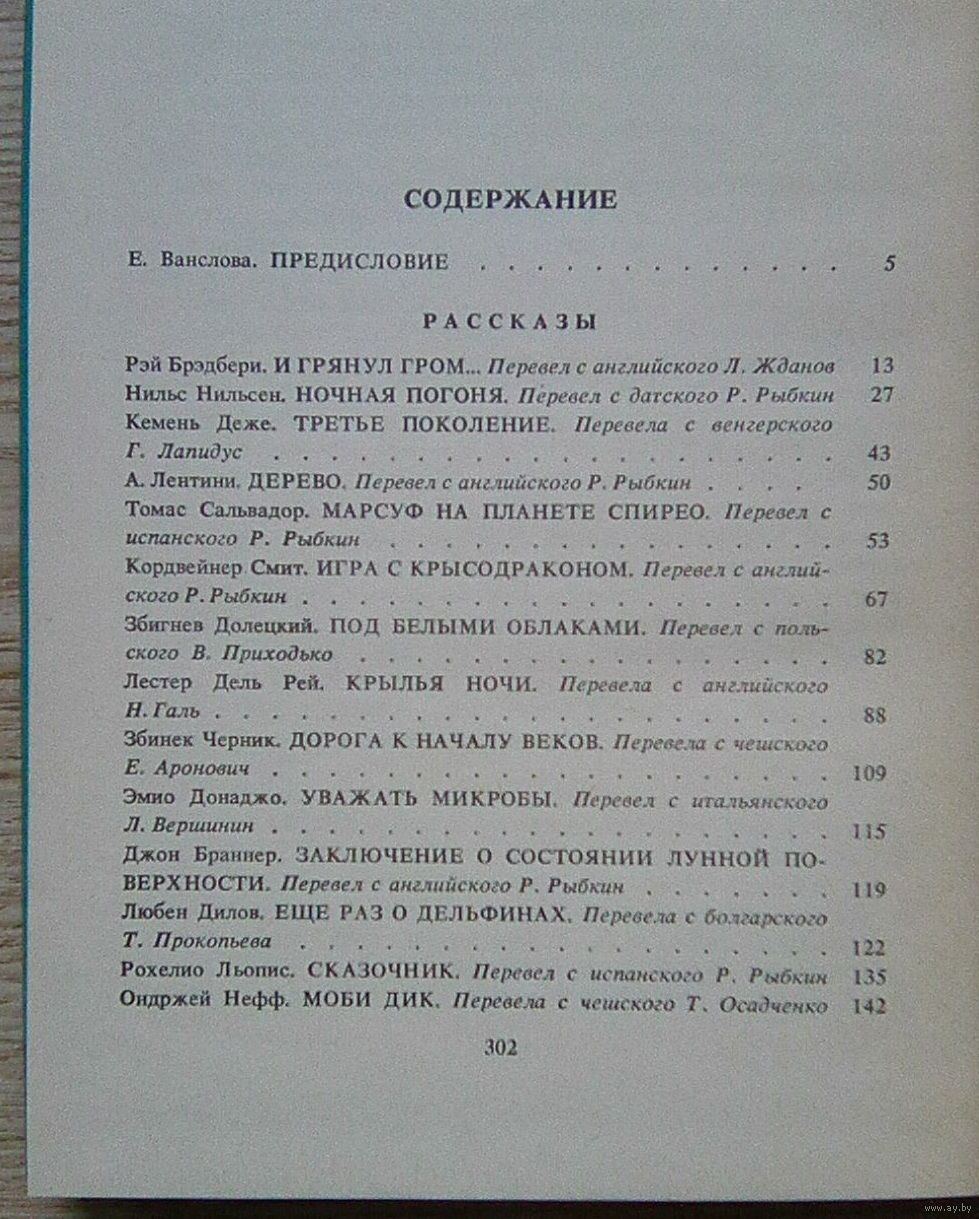 СОДЕРЖАНИЕ
Е. Ванслова. ПРЕДИСЛОВИЕ . . . . . . . . . . . . . 5
РАССКАЗЫ
Рэй Брэдбери. И ГРЯНУЛ ГРОМ... Перевел с английского Л. Жданов 13
Нильс Нильсен. НОЧНАЯ ПОГОНЯ. Перевел с датского Р. Рыбкин 27
Кемень Деже. ТРЕТЬЕ ПОКОЛЕНИЕ. Перевела с венгерского
Г. Лапидус . . . . . . . . . . . . . . . . . . . . 43
А. Лентини. ДЕРЕВО. Перевел с английского Р. Рыбкин . . . . 50
Томас Сальвадор. МАРСУФ НА ПЛАНЕТЕ СПИРЕО. Перевел с
испанского Р. Рыбкин . . . . . . . . . . . . . . . . 53
Кордвейнер Смит. ИГРА С КРЫСОДРАКОНОМ. Перевел с англий-
ского Р. Рыбкин . . . . . . . . . . . . . . . . . . . 67
Збигнев Долецкий. ПОД БЕЛЫМИ ОБЛАКАМИ. Перевел с поль-
ского В. Приходько . . . . . . . . . . . . . . . . . 82
Лестер Дель Рей. КРЫЛЬЯ НОЧИ. Перевела с английского
Н. Галь . . . . . . . . . . . . . . . . . . . . . . 88
Збинек Черник. ДОРОГА К НАЧАЛУ ВЕКОВ. Перевела с чешского
Е. Аронович . . . . . . . . . . . . . . . . . . . . 109
Эмио Донаджо. УВАЖАТЬ МИКРОБЫ. Перевел с итальянского
Л. Вершинин . . . . . . . . . . . . . . . . . . . . 115
Джон Браннер. ЗАКЛЮЧЕНИЕ О СОСТОЯНИИ ЛУННОЙ ПО-
ВЕРХНОСТИ. Перевел с английского Р. Рыбкин . . . . . . . 119
Любен Дилов. ЕЩЕ РАЗ О ДЕЛЬФИНАХ. Перевела с болгарского
Т. Прокопьева . . . . . . . . . . . . . . . . . . . 122
Рохелио Льопис. СКАЗОЧНИК. Перевел с испанского Р. Рыбкин 135
Ондржей Нефф. МОБИ ДИК. Перевела с чешского Т. Осадченко 142
302
www.ay.by